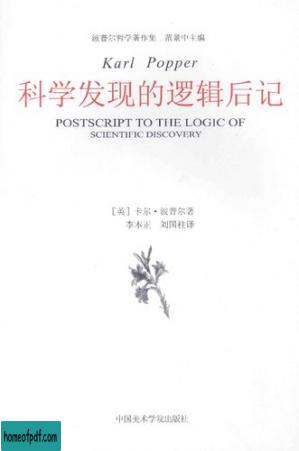 波普尔哲学著作集 范景中主编
Karl Popper
科学发现的逻辑后记
POSTSCRIPT TO THE LOGIC OF
SCIENTIFIC DISCOVERY
[英] 卡尔·波普尔著
李本正 刘国柱译
中国美术学院出版社
homeofpdf.com